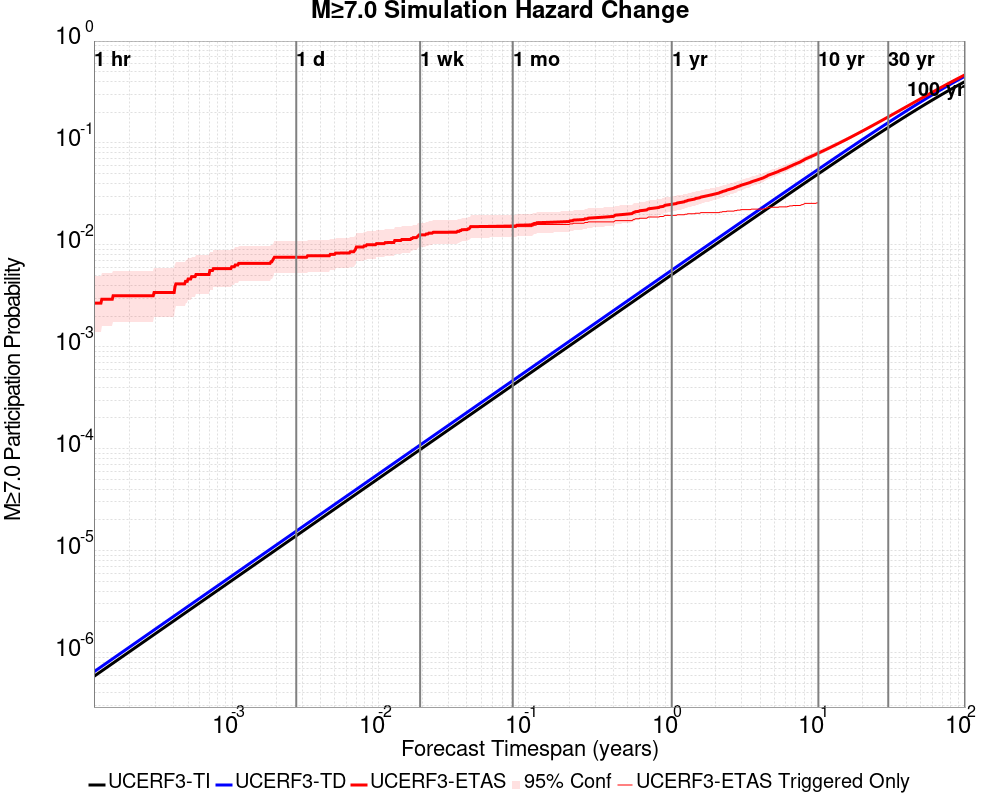 M≥7.0 Simulation Hazard Change
10^0
10^-1
10^-2
10^-3
10^-4
10^-5
10^-6
M≥7.0 Participation Probability
1 hr 1 d 1 wk 1 mo 1 yr 10 yr 30 yr
100 yr
10^-3 10^-2 10^-1 10^0 10^1 10^2
Forecast Timespan (years)
UCERF3-TI UCERF3-TD UCERF3-ETAS 95% Conf UCERF3-ETAS Triggered Only